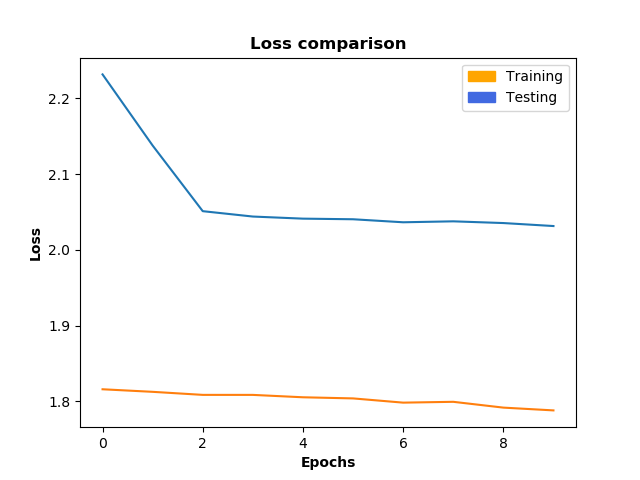 Loss comparison
Training
Testing
2.2
2.1
2.0
1.9
1.8
Loss
0 2 4 6 8
Epochs